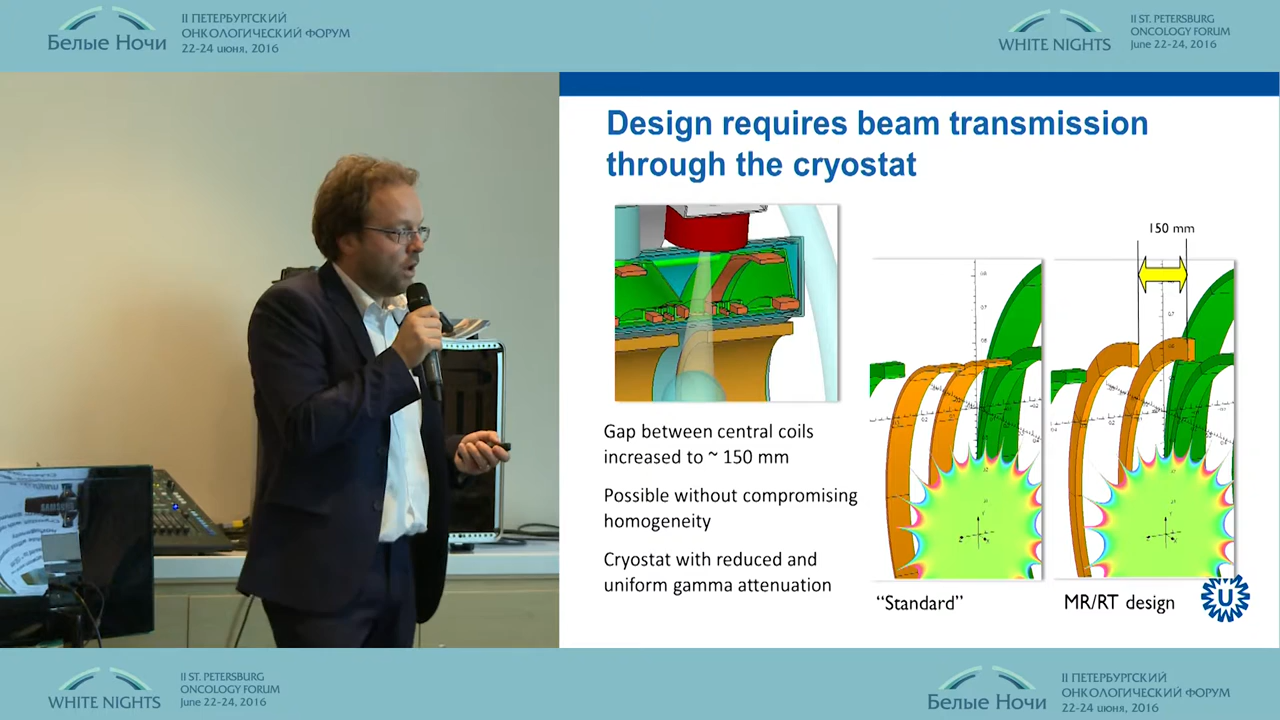 II ПЕТЕРБУРГСКИЙ
ОНКОЛОГИЧЕСКИЙ ФОРУМ
22-24 июня, 2016
Белые Ночи
WHITE NIGHTS
II ST. PETERSBURG
ONCOLOGY FORUM
June 22-24, 2016
Design requires beam transmission
through the cryostat
150 mm
Gap between central coils
increased to ~ 150 mm
Possible without compromising
homogeneity
Cryostat with reduced and
uniform gamma attenuation
“Standard”
MR/RT design
U
SAMSUNG
WHITE NIGHTS
II ST. PETERSBURG
ONCOLOGY FORUM
June 22-24, 2016
Белые Ночи
II ПЕТЕРБУРГСКИЙ
ОНКОЛОГИЧЕСКИЙ ФОРУМ
22-24 июня, 2016